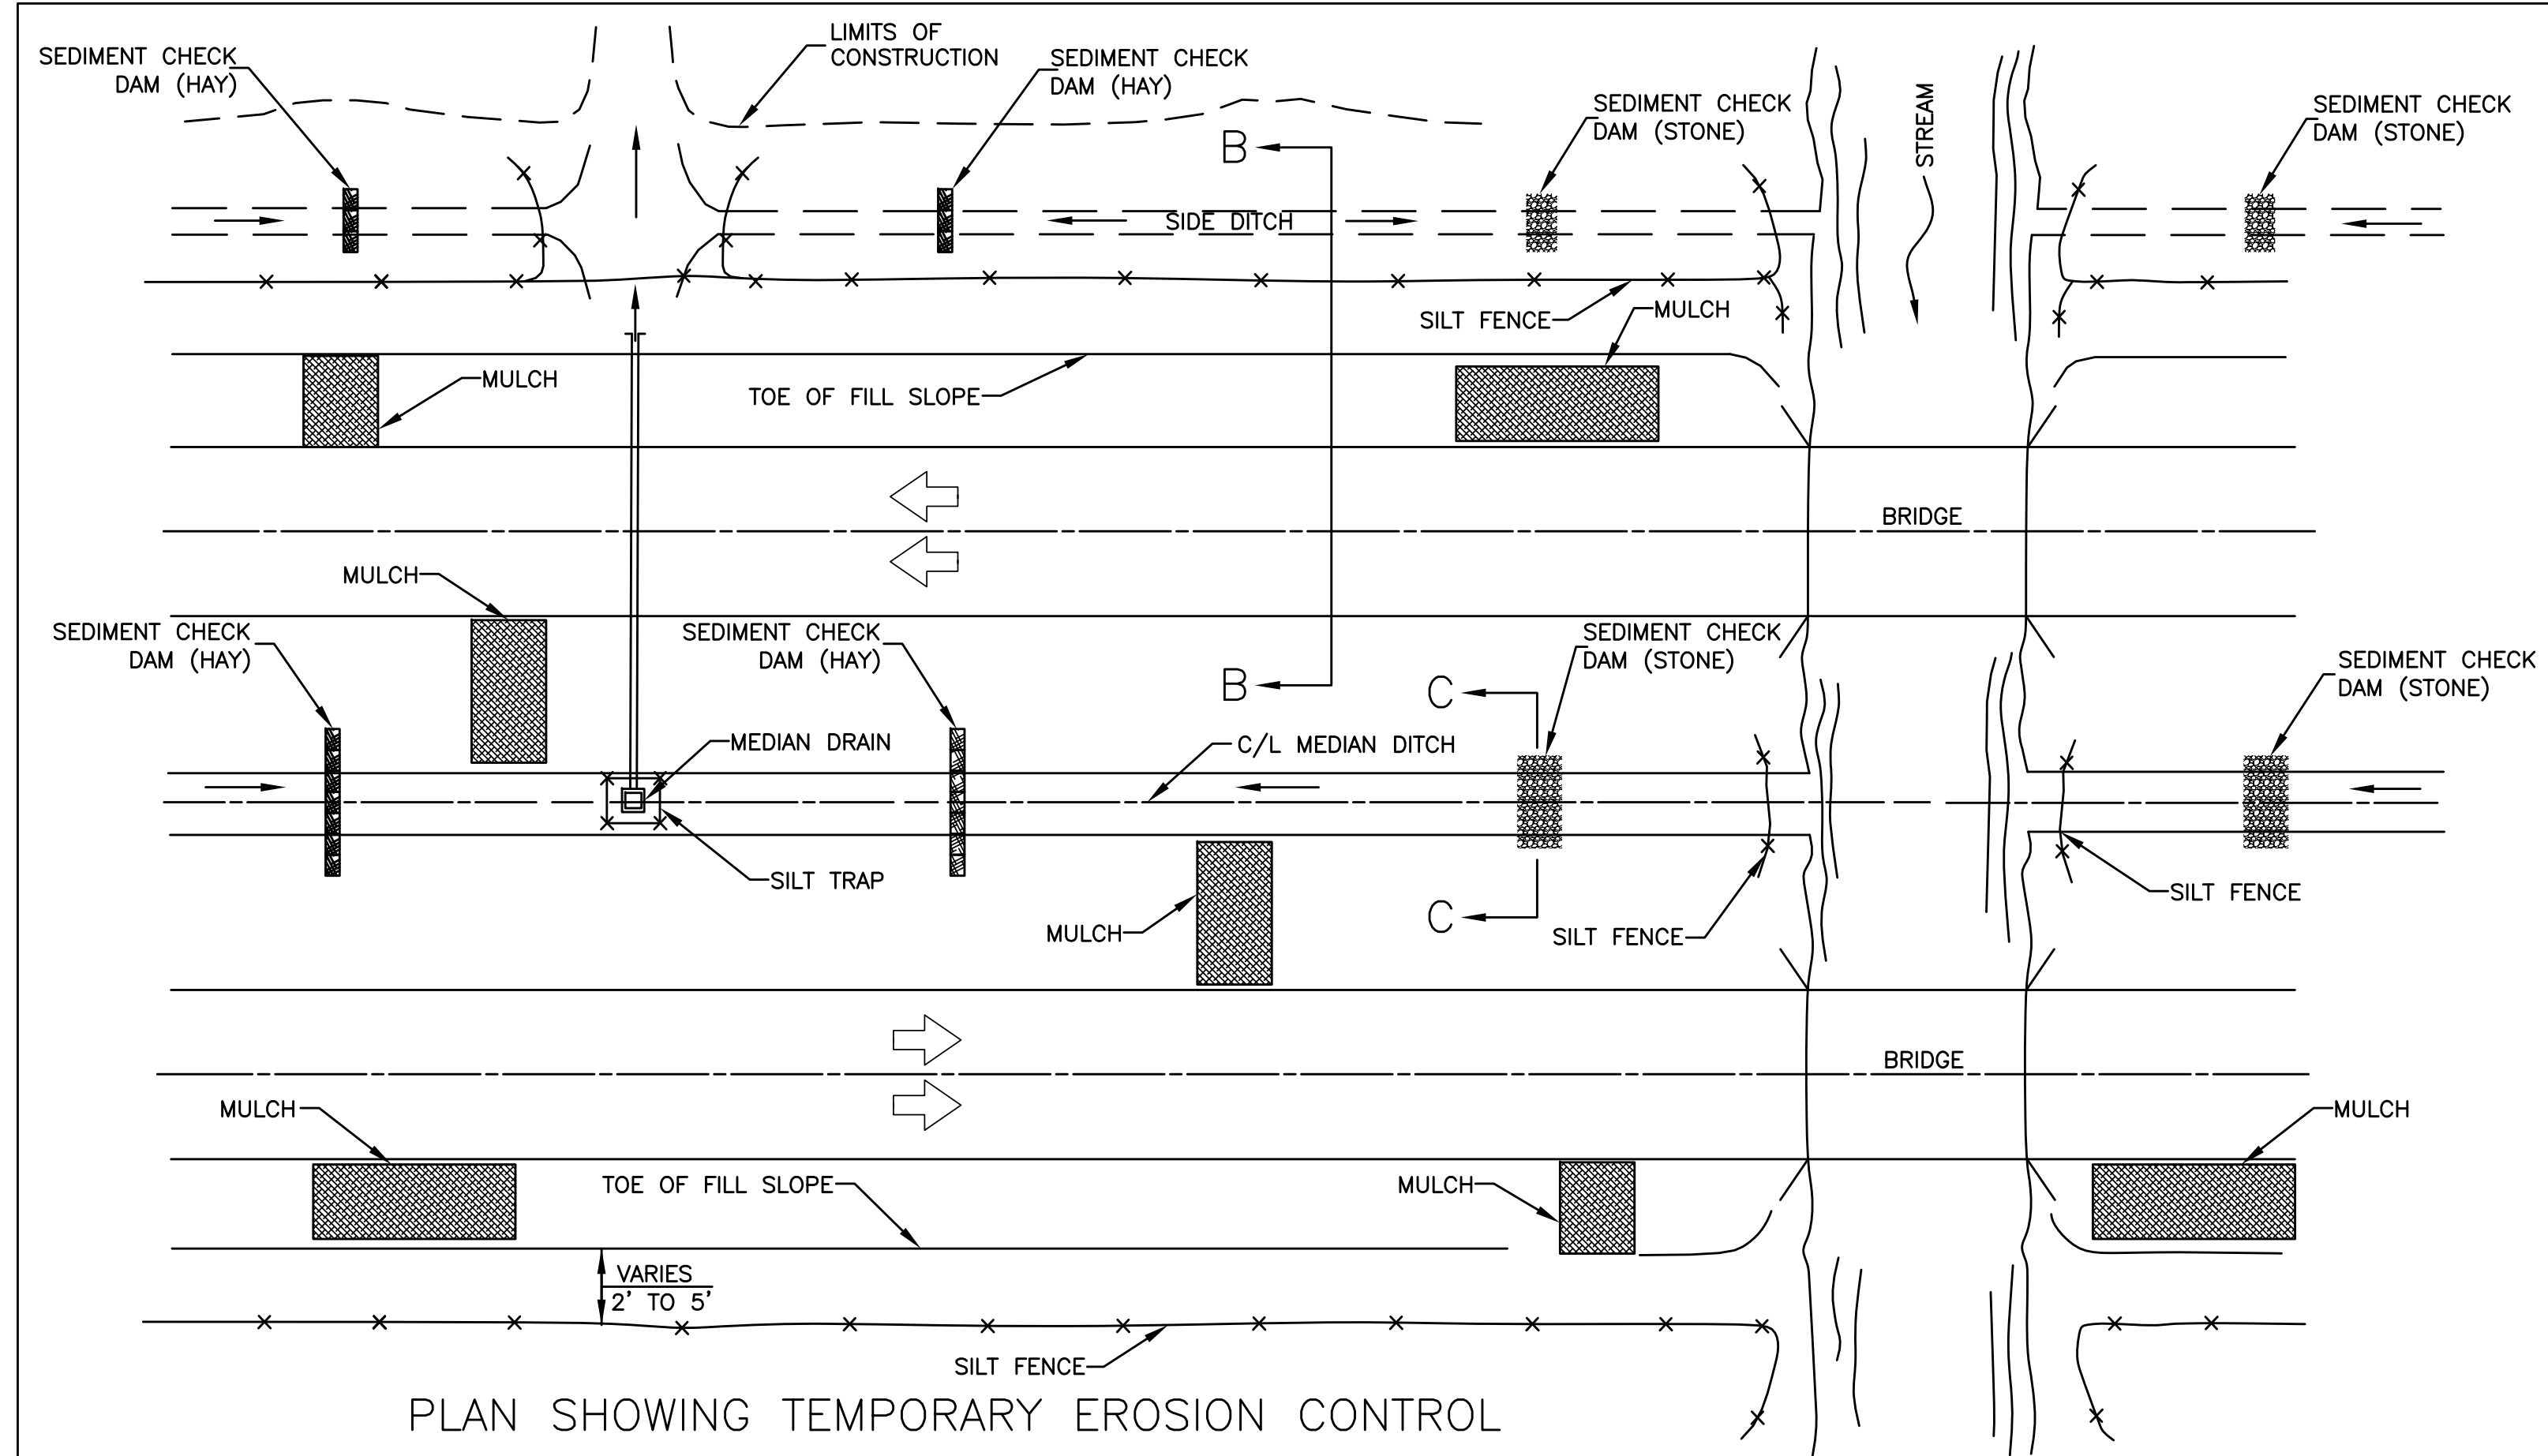 LIMITS OF
CONSTRUCTION
SEDIMENT CHECK
DAM (HAY)
SEDIMENT CHECK
DAM (HAY)
SEDIMENT CHECK
DAM (STONE)
STREAM
SEDIMENT CHECK
DAM (STONE)
B
SIDE DITCH
SILT FENCE
MULCH
MULCH
TOE OF FILL SLOPE
BRIDGE
MULCH
SEDIMENT CHECK
DAM (HAY)
SEDIMENT CHECK
DAM (HAY)
SEDIMENT CHECK
DAM (STONE)
SEDIMENT CHECK
DAM (STONE)
B
C
MEDIAN DRAIN
C/L MEDIAN DITCH
SILT TRAP
SILT FENCE
C
MULCH
SILT FENCE
BRIDGE
MULCH
MULCH
TOE OF FILL SLOPE
MULCH
VARIES
2' TO 5'
SILT FENCE
PLAN SHOWING TEMPORARY EROSION CONTROL